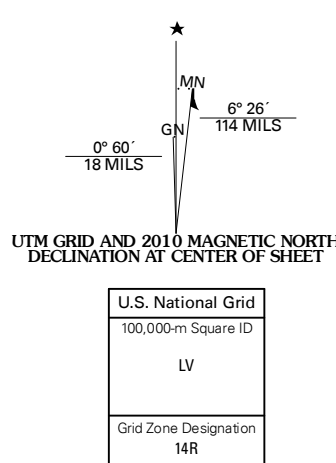 MN
6° 26´
GN
114 MILS
0° 60´
18 MILS
UTM GRID AND 2010 MAGNETIC NORTH
DECLINATION AT CENTER OF SHEET
U.S. National Grid
100,000-m Square ID
LV
Grid Zone Designation
14R